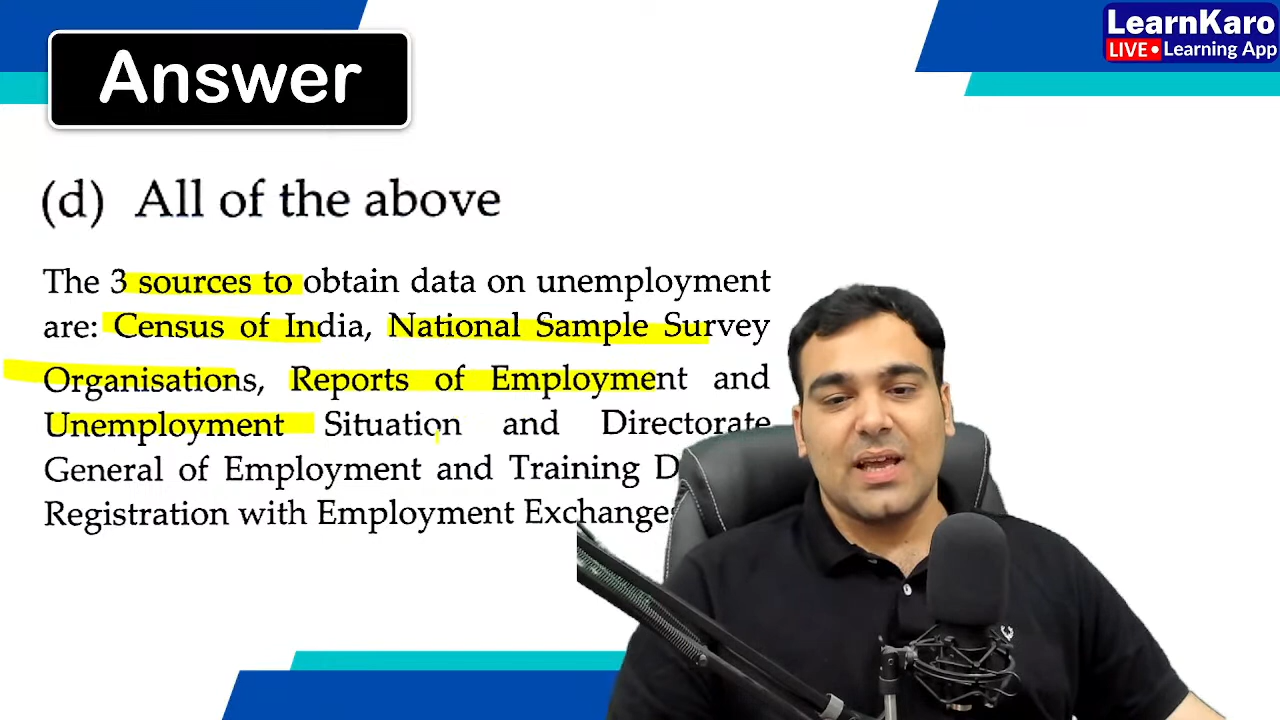 LearnKaro
LIVE • Learning App
Answer
(d) All of the above
The 3 sources to obtain data on unemployment
are: Census of India, National Sample Survey
Organisations, Reports of Employment and
Unemployment Situation and Directorate
General of Employment and Training
Registration with Employment Exchanges